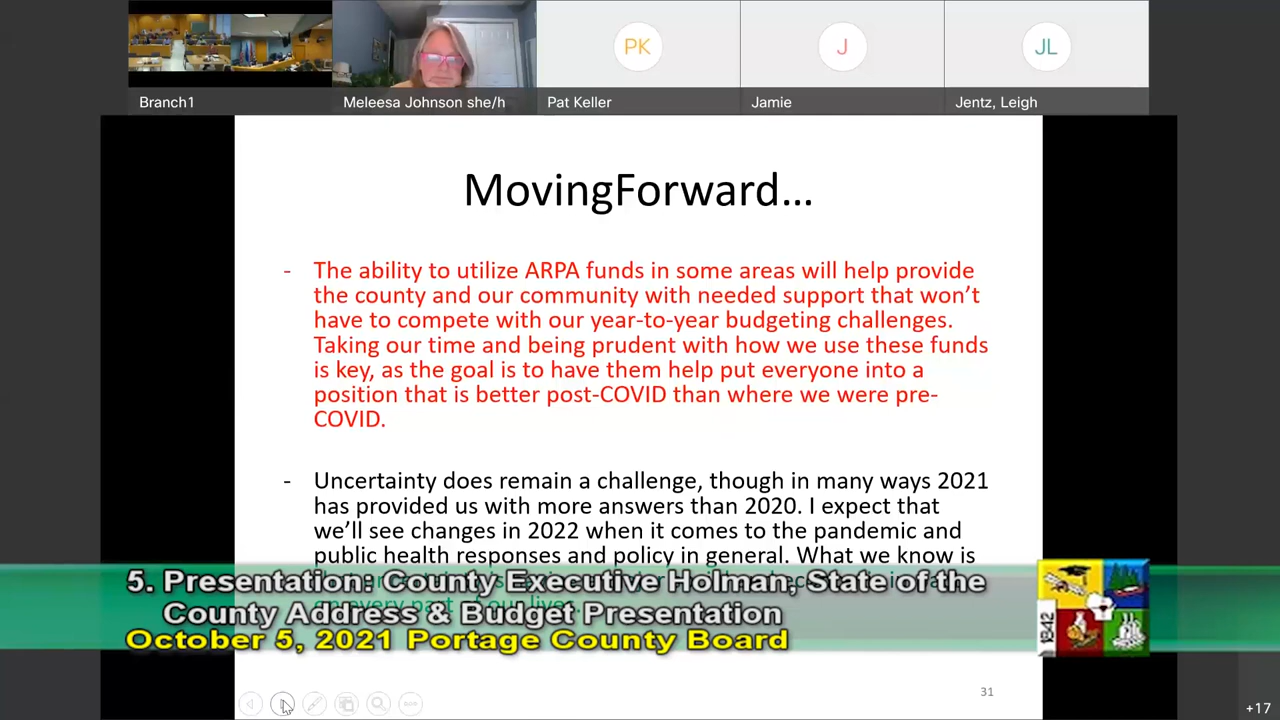 PK
J
JL
Branch1
Meleesa Johnson she/h
Pat Keller
Jamie
Jentz, Leigh
MovingForward...
- The ability to utilize ARPA funds in some areas will help provide
the county and our community with needed support that won't
have to compete with our year-to-year budgeting challenges.
Taking our time and being prudent with how we use these funds
is key, as the goal is to have them help put everyone into a
position that is better post-COVID than where we were pre-
COVID.
- Uncertainty does remain a challenge, though in many ways 2021
has provided us with more answers than 2020. I expect that
we'll see changes in 2022 when it comes to the pandemic and
public health responses and policy in general. What we know is
5. Presentation: County Executive Holman, State of the
County Address & Budget Presentation
October 5, 2021 Portage County Board
1842
31
+17